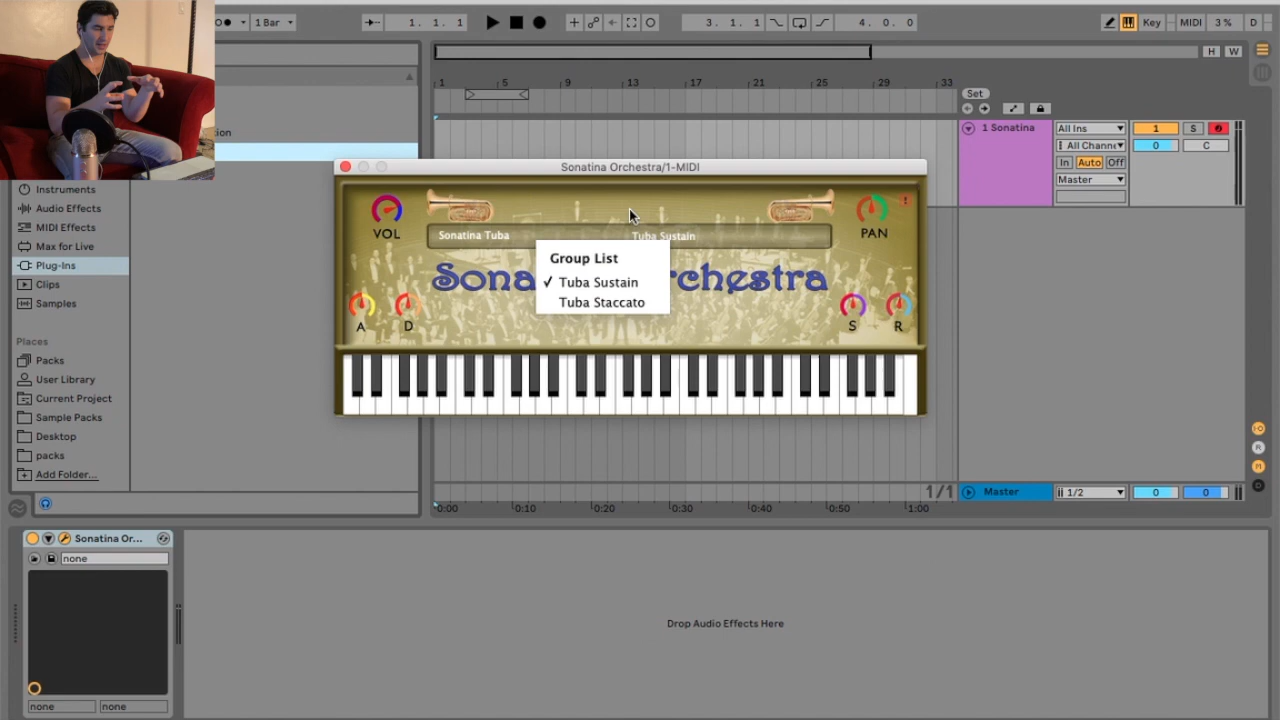 1 Bar
1. 1. 1
3. 1. 1
4. 0. 0
Key
MIDI
3 %
D
H
W
1
5
9
13
17
21
25
29
33
Set
1 Sonatina
All Ins
1
S
All Channe
0
C
In
Auto
Off
Master
Instruments
Audio Effects
MIDI Effects
Max for Live
Plug-Ins
Clips
Samples
Places
Packs
User Library
Current Project
Sample Packs
Desktop
packs
Add Folder...
Sonatina Orchestra/1-MIDI
VOL
PAN
Sonatina Tuba
Tuba Sustain
Group List
✓ Tuba Sustain
Tuba Staccato
A
D
S
R
1/1
Master
1/2
0
0
0:00
0:10
0:20
0:30
0:40
0:50
1:00
Sonatina Or...
none
none
none
Drop Audio Effects Here